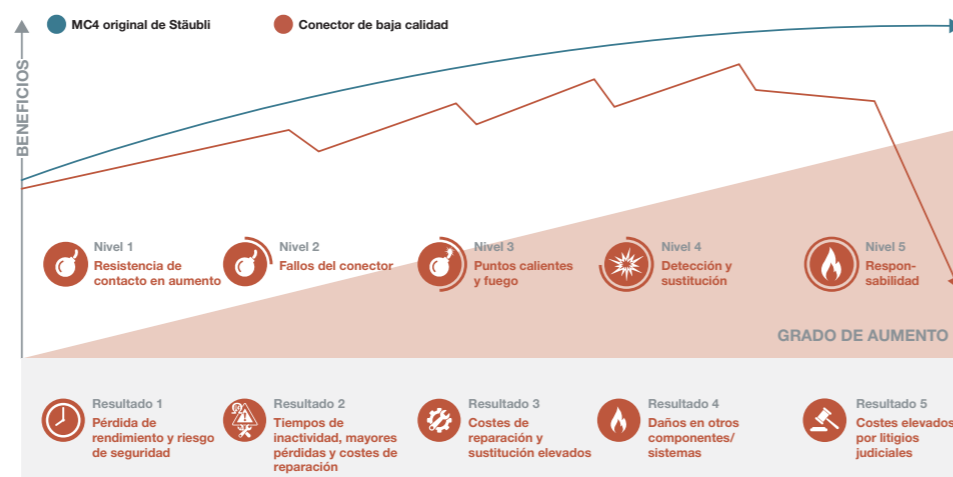 MC4 original de Stäubli
Conector de baja calidad
BENEFICIOS
Nivel 1
Resistencia de
contacto en aumento
Nivel 2
Fallos del conector
Nivel 3
Puntos calientes
y fuego
Nivel 4
Detección y
sustitución
Nivel 5
Respon-
sabilidad
GRADO DE AUMENTO
Resultado 1
Pérdida de
rendimiento y riesgo
de seguridad
Resultado 2
Tiempos de
inactividad, mayores
pérdidas y costes de
reparación
Resultado 3
Costes de
reparación y
sustitución elevados
Resultado 4
Daños en otros
componentes/
sistemas
Resultado 5
Costes elevados
por litigios
judiciales